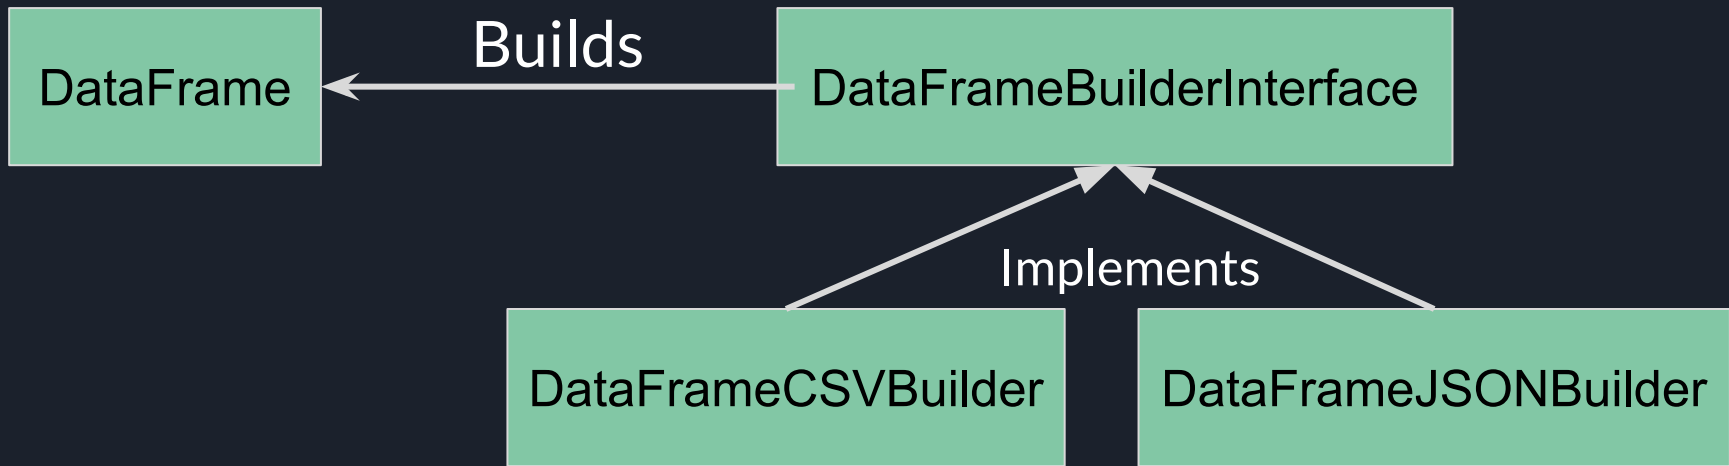 Builds
DataFrame
DataFrameBuilderInterface
Implements
DataFrameCSVBuilder
DataFrameJSONBuilder